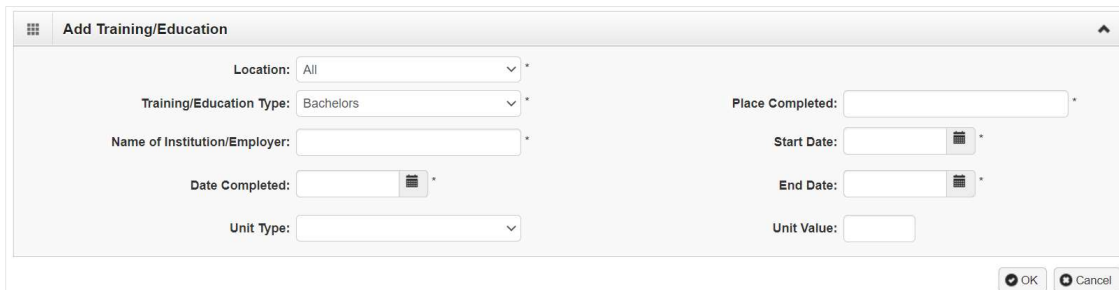 Add Training/Education
Location: All *
Training/Education Type: Bachelors * Place Completed: *
Name of Institution/Employer: * Start Date: *
Date Completed: * End Date: *
Unit Type: Unit Value:
OK Cancel